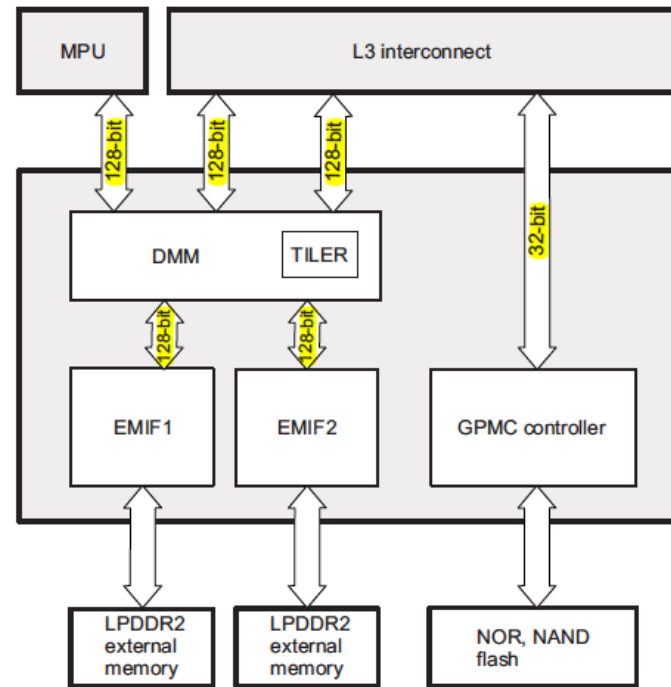 MPU
L3 interconnect
128-bit
128-bit
128-bit
32-bit
DMM
TILER
128-bit
128-bit
EMIF1
EMIF2
GPMC controller
LPDDR2
external
memory
LPDDR2
external
memory
NOR, NAND
flash